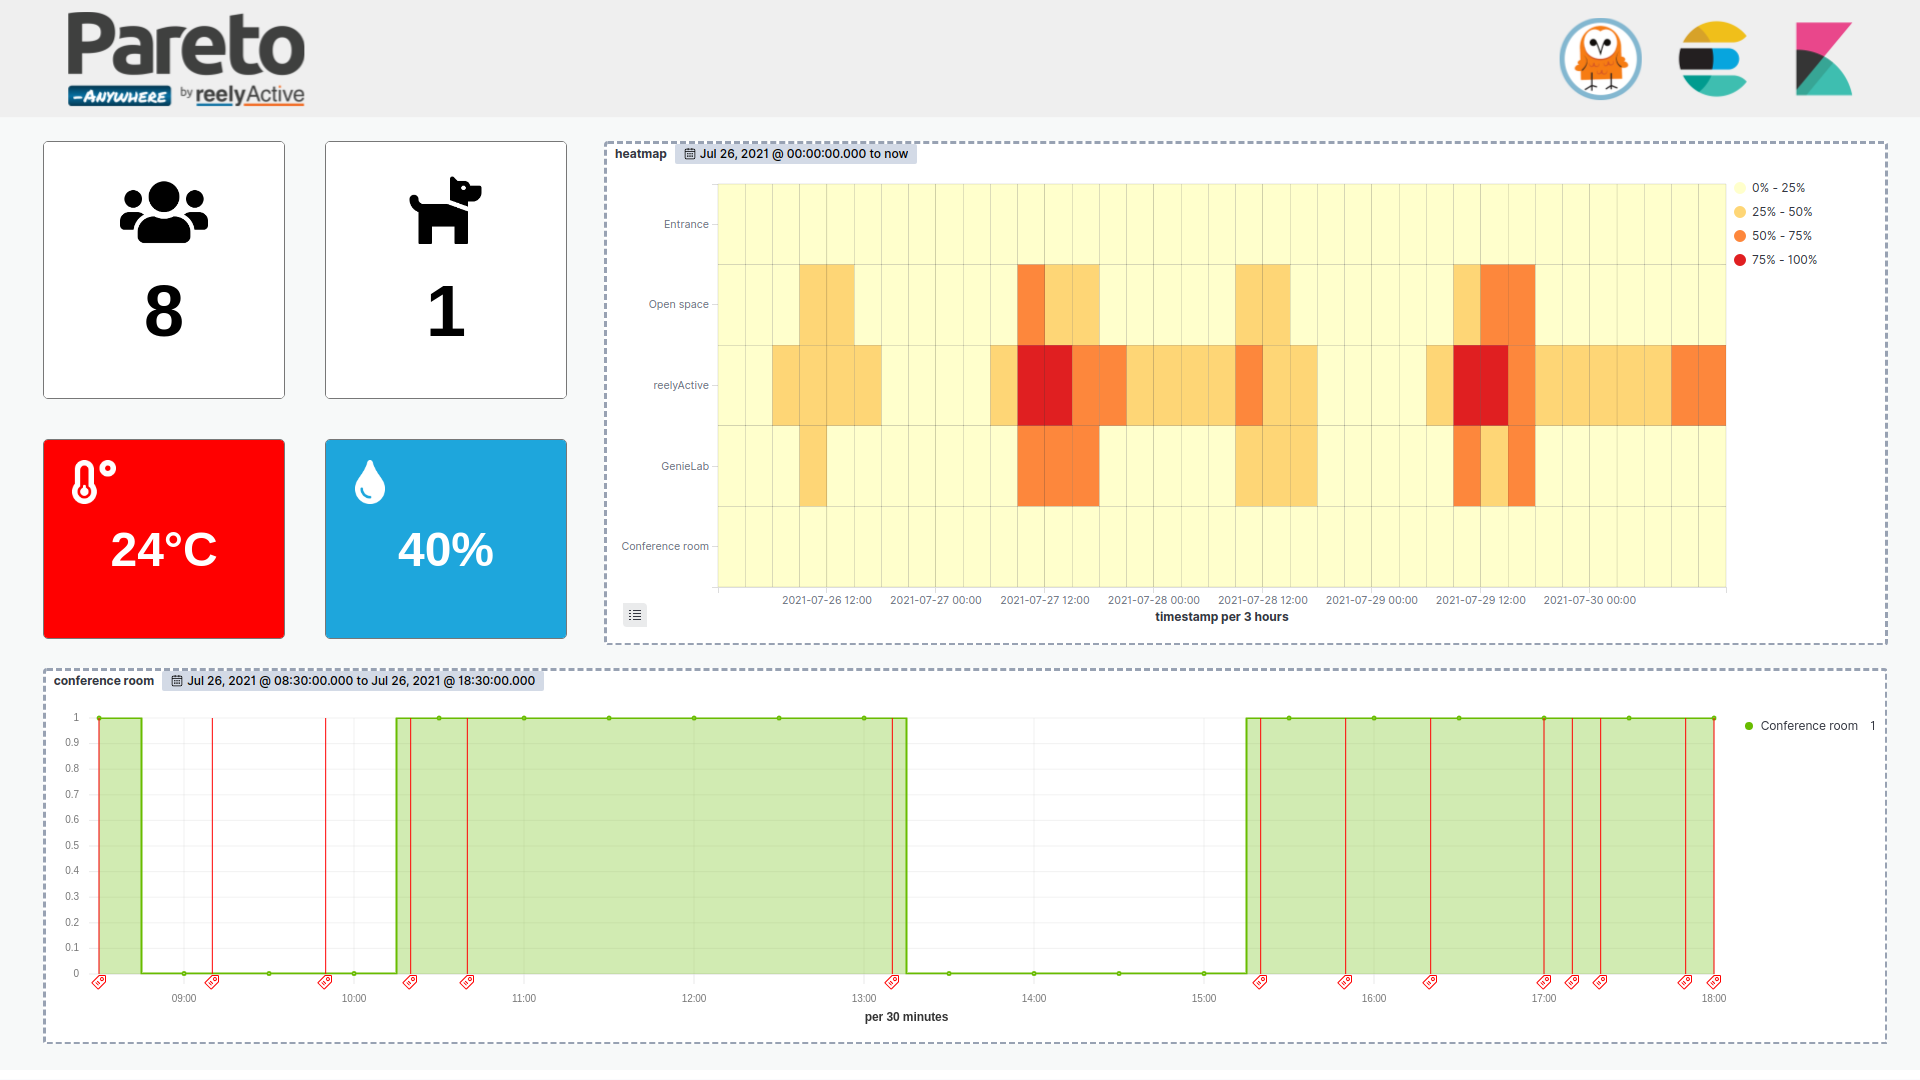 Pareto
-ANYWHERE by reelyActive
8
1
24°C
40%
heatmap Jul 26, 2021 @ 00:00:00.000 to now
0% - 25%
25% - 50%
50% - 75%
75% - 100%
Entrance
Open space
reelyActive
GenieLab
Conference room
2021-07-26 12:00 2021-07-27 00:00 2021-07-27 12:00 2021-07-28 00:00 2021-07-28 12:00 2021-07-29 00:00 2021-07-29 12:00 2021-07-30 00:00
timestamp per 3 hours
conference room Jul 26, 2021 @ 08:30:00.000 to Jul 26, 2021 @ 18:30:00.000
1
0.9
0.8
0.7
0.6
0.5
0.4
0.3
0.2
0.1
0
Conference room 1
09:00 10:00 11:00 12:00 13:00 14:00 15:00 16:00 17:00 18:00
per 30 minutes